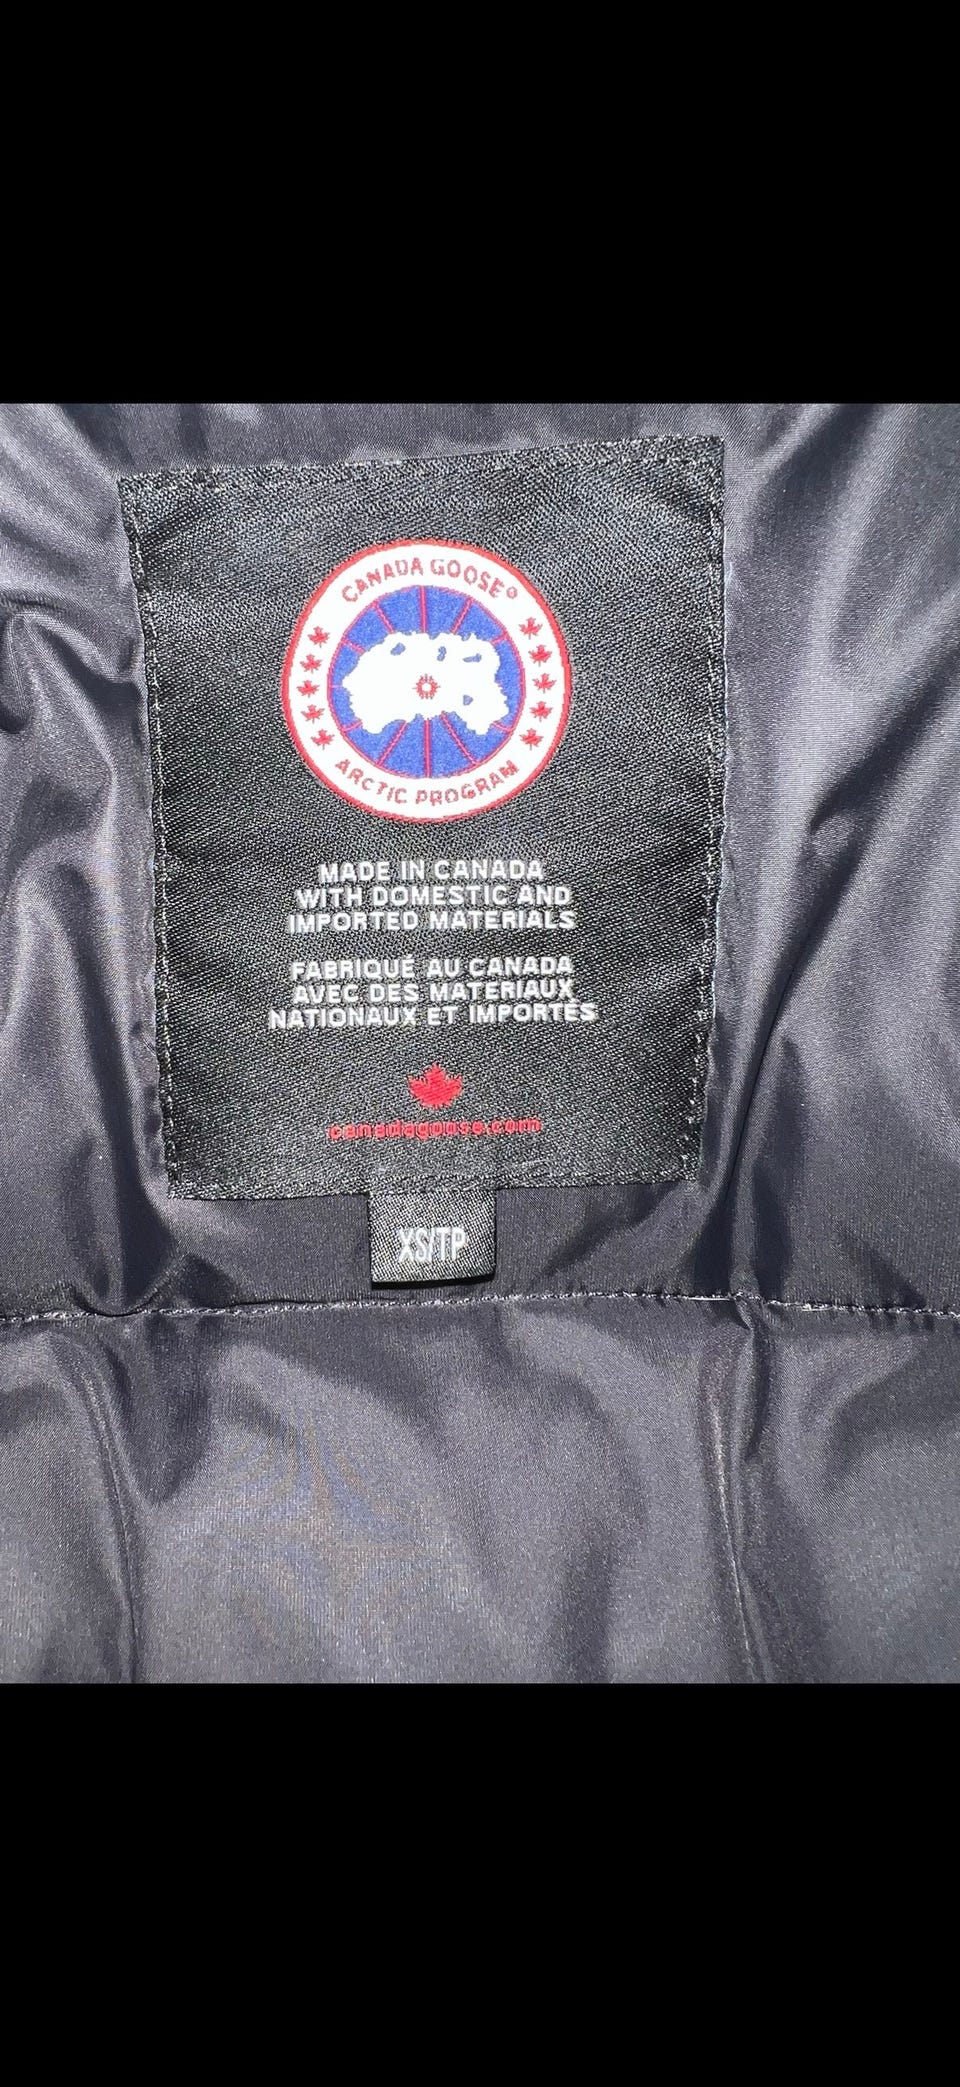 CANADA GOOSE®
ARCTIC PROGRAM
MADE IN CANADA
WITH DOMESTIC AND
IMPORTED MATERIALS
FABRIQUÉ AU CANADA
AVEC DES MATERIAUX
NATIONAUX ET IMPORTÉS
canadagoose.com
XS/TP